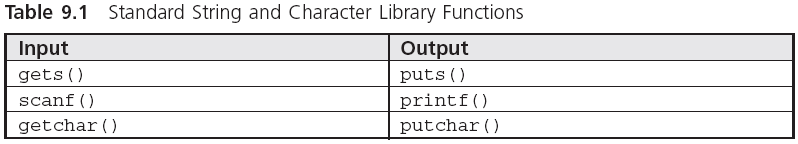 Table 9.1 Standard String and Character Library Functions
Input Output
gets() puts()
scanf() printf()
getchar() putchar()